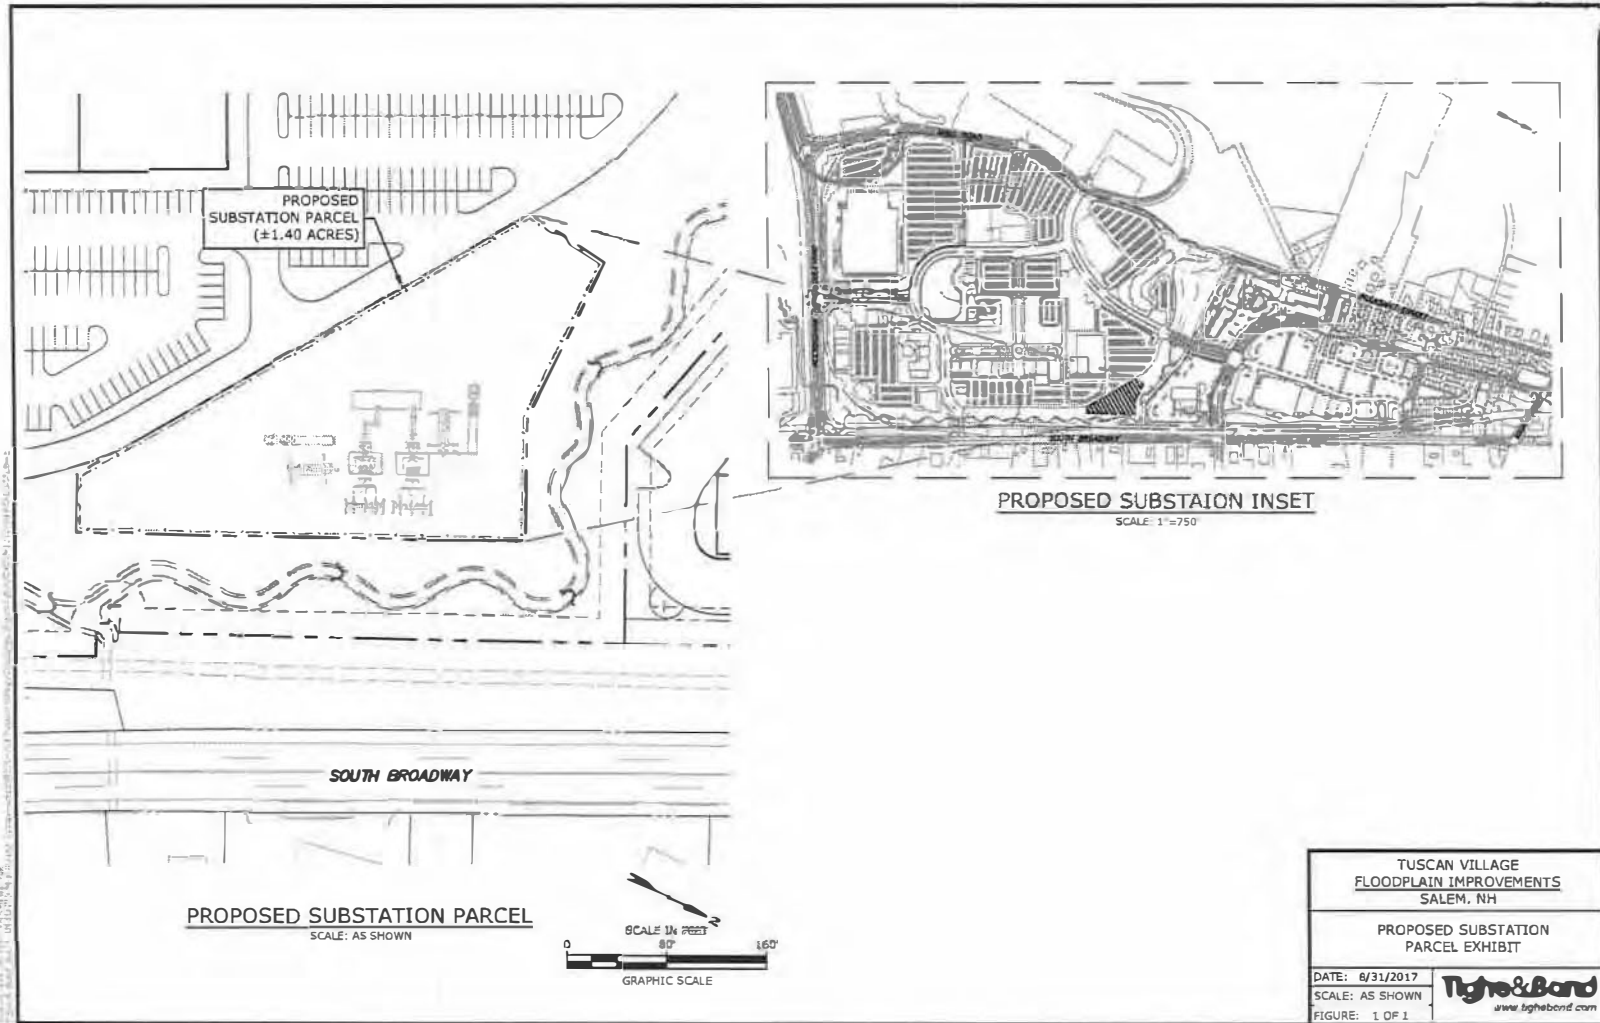 PROPOSED
SUBSTATION PARCEL
(±1.40 ACRES)
SOUTH BROADWAY
PROPOSED SUBSTATION PARCEL
SCALE: AS SHOWN
SCALE IN FEET
0 80' 160'
GRAPHIC SCALE
N
SOUTH BROADWAY
PROPOSED SUBSTAION INSET
SCALE: 1"=750'
TUSCAN VILLAGE
FLOODPLAIN IMPROVEMENTS
SALEM, NH
PROPOSED SUBSTATION
PARCEL EXHIBIT
DATE: 8/31/2017
SCALE: AS SHOWN
FIGURE: 1 OF 1
Tighe&Bond
www.tighebond.com